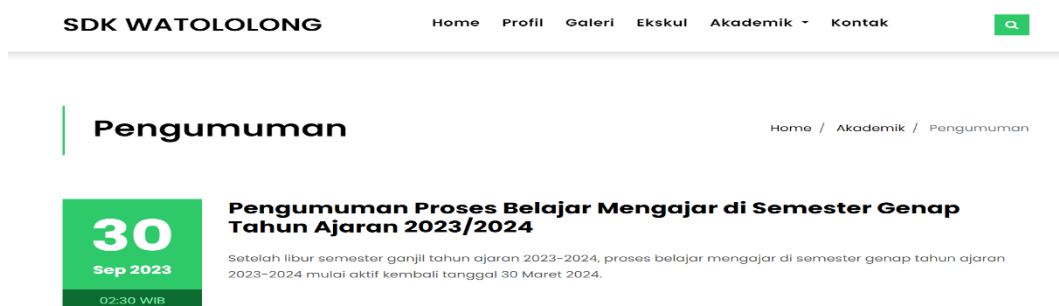 SDK WATOLOLONG Home Profil Galeri Ekskul Akademik Kontak
Pengumuman Home / Akademik / Pengumuman
30
Sep 2023
02:30 WIB
Pengumuman Proses Belajar Mengajar di Semester Genap
Tahun Ajaran 2023/2024
Setelah libur semester ganjil tahun ajaran 2023-2024, proses belajar mengajar di semester genap tahun ajaran
2023-2024 mulai aktif kembali tanggal 30 Maret 2024.